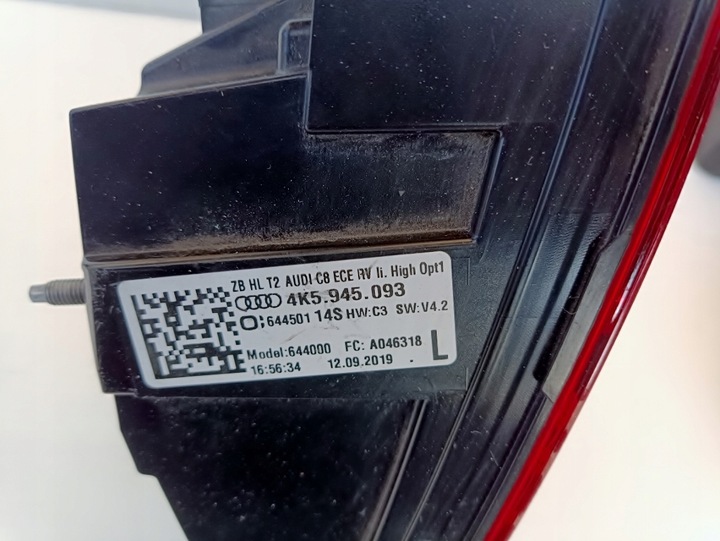 ZB HL T2 AUDI C8 ECE RV li. High Opt1
4K5.945.093
644501 14S HW:C3 SW:V4.2
Model:644000 FC: A046318
16:56:34 12.09.2019 L